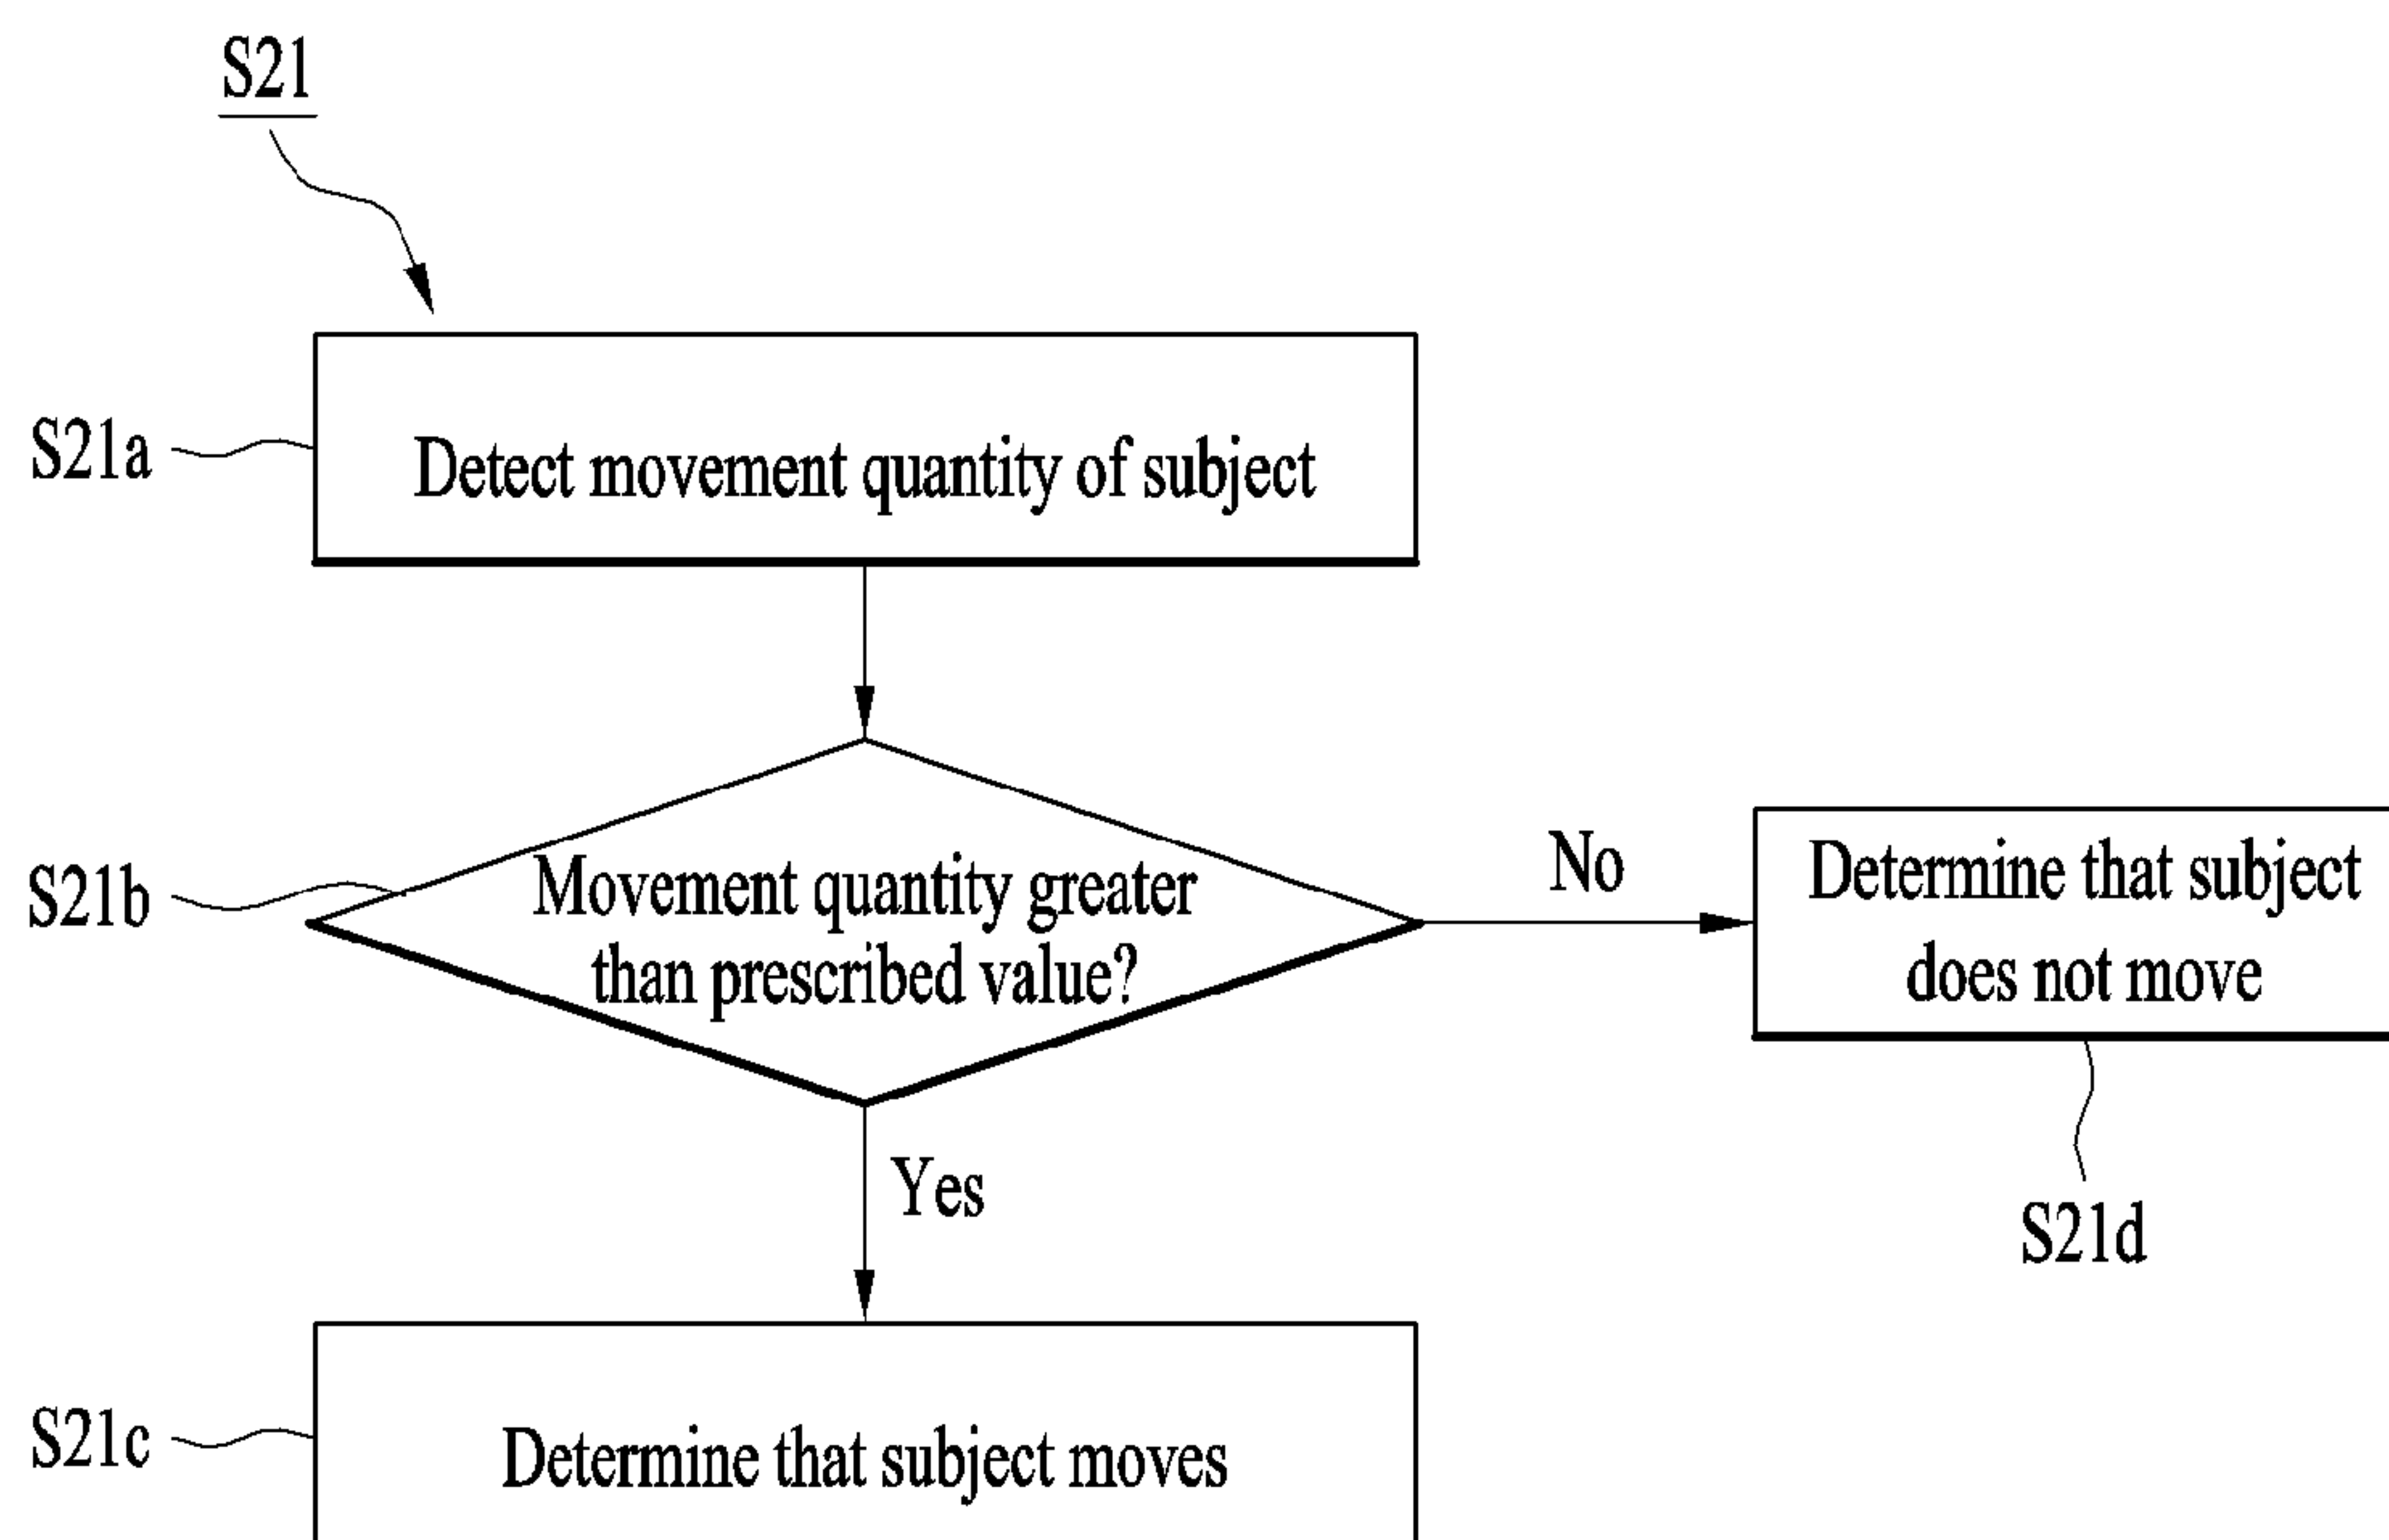 S21
S21a
Detect movement quantity of subject
S21b
Movement quantity greater
than prescribed value?
No
Determine that subject
does not move
Yes
S21d
S21c
Determine that subject moves